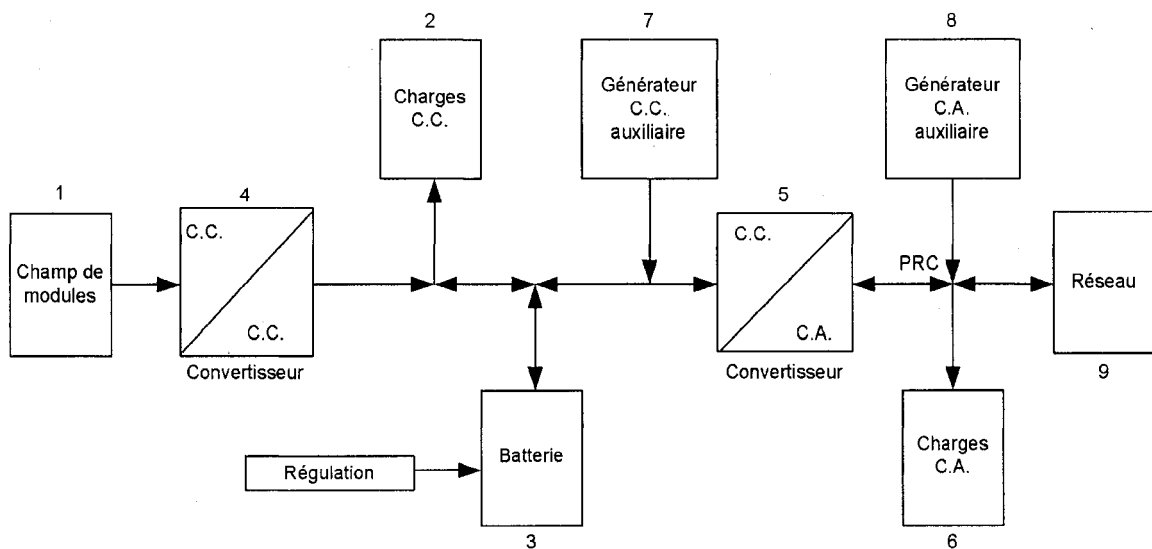 2
7
8
Charges
C.C.
Générateur
C.C.
auxiliaire
Générateur
C.A.
auxiliaire
1
4
5
Champ de
modules
C.C.
C.C.
Convertisseur
C.C.
C.A.
Convertisseur
PRC
Réseau
9
Régulation
Batterie
3
Charges
C.A.
6